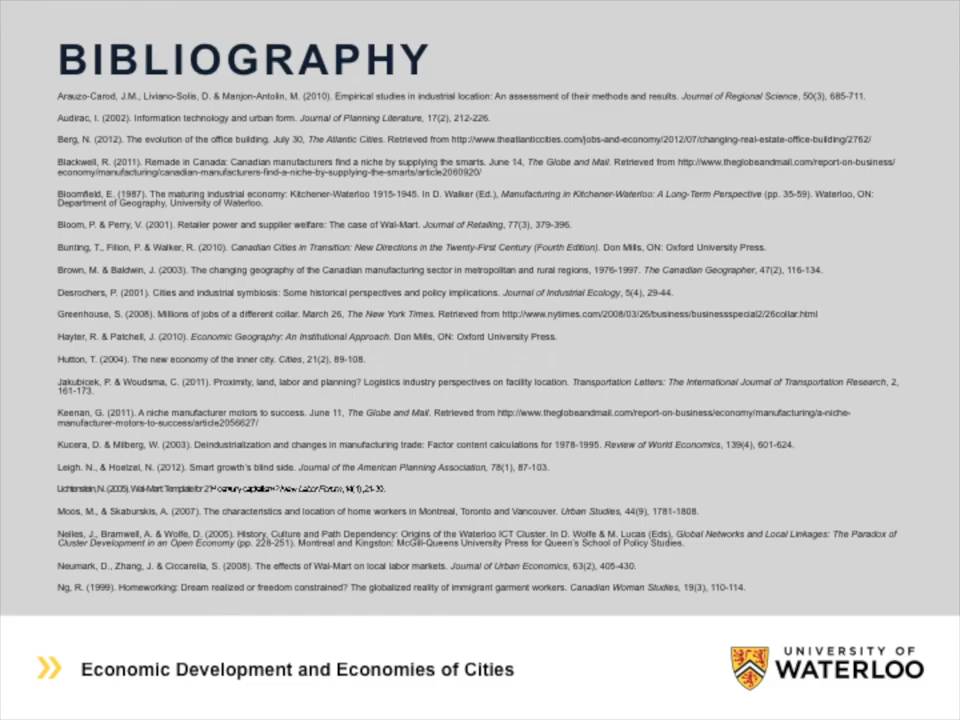 BIBLIOGRAPHY
Arauzo-Carod, J.M., Liviano-Solis, D. & Manjon-Antolin, M. (2010). Empirical studies in industrial location: An assessment of their methods and results. Journal of Regional Science, 50(3), 685-711.
Audirac, I. (2002). Information technology and urban form. Journal of Planning Literature, 17(2), 212-226.
Berg, N. (2012). The evolution of the office building. July 30, The Atlantic Cities. Retrieved from http://www.theatlanticcities.com/jobs-and-economy/2012/07/changing-real-estate-office-building/2762/
Blackwell, R. (2011). Remade in Canada: Canadian manufacturers find a niche by supplying the smarts. June 14, The Globe and Mail. Retrieved from http://www.theglobeandmail.com/report-on-business/
economy/manufacturing/canadian-manufacturers-find-a-niche-by-supplying-the-smarts/article2060920/
Bloomfield, E. (1987). The maturing industrial economy: Kitchener-Waterloo 1915-1945. In D. Walker (Ed.), Manufacturing in Kitchener-Waterloo: A Long-Term Perspective (pp. 35-59). Waterloo, ON:
Department of Geography, University of Waterloo.
Bloom, P. & Perry, V. (2001). Retailer power and supplier welfare: The case of Wal-Mart. Journal of Retailing, 77(3), 379-396.
Bunting, T., Filion, P. & Walker, R. (2010). Canadian Cities in Transition: New Directions in the Twenty-First Century (Fourth Edition). Don Mills, ON: Oxford University Press.
Brown, M. & Baldwin, J. (2003). The changing geography of the Canadian manufacturing sector in metropolitan and rural regions, 1976-1997. The Canadian Geographer, 47(2), 116-134.
Desrochers, P. (2001). Cities and industrial symbiosis: Some historical perspectives and policy implications. Journal of Industrial Ecology, 5(4), 29-44.
Greenhouse, S. (2008). Millions of jobs of a different collar. March 26, The New York Times. Retrieved from http://www.nytimes.com/2008/03/26/business/businessspecial2/26collar.html
Hayter, R. & Patchell, J. (2010). Economic Geography: An Institutional Approach. Don Mills, ON: Oxford University Press.
Hutton, T. (2004). The new economy of the inner city. Cities, 21(2), 89-108.
Jakubicek, P. & Woudsma, C. (2011). Proximity, land, labor and planning? Logistics industry perspectives on facility location. Transportation Letters: The International Journal of Transportation Research, 2,
161-173.
Keenan, G. (2011). A niche manufacturer motors to success. June 11, The Globe and Mail. Retrieved from http://www.theglobeandmail.com/report-on-business/economy/manufacturing/a-niche-
manufacturer-motors-to-success/article2056627/
Kucera, D. & Milberg, W. (2003). Deindustrialization and changes in manufacturing trade: Factor content calculations for 1978-1995. Review of World Economics, 139(4), 601-624.
Leigh. N., & Hoelzel, N. (2012). Smart growth's blind side. Journal of the American Planning Association, 78(1), 87-103.
Lichtenstein, N. (2005). Wal-Mart: Template for 21st century capitalism? New Labor Forum, 14(1), 21-30.
Moos, M., & Skaburskis, A. (2007). The characteristics and location of home workers in Montreal, Toronto and Vancouver. Urban Studies, 44(9), 1781-1808.
Nelles, J., Bramwell, A. & Wolfe, D. (2005). History, Culture and Path Dependency: Origins of the Waterloo ICT Cluster. In D. Wolfe & M. Lucas (Eds), Global Networks and Local Linkages: The Paradox of
Cluster Development in an Open Economy (pp. 228-251). Montreal and Kingston: McGill-Queens University Press for Queen's School of Policy Studies.
Neumark, D., Zhang, J. & Ciccarella, S. (2008). The effects of Wal-Mart on local labor markets. Journal of Urban Economics, 63(2), 405-430.
Ng, R. (1999). Homeworking: Dream realized or freedom constrained? The globalized reality of immigrant garment workers. Canadian Woman Studies, 19(3), 110-114.
Economic Development and Economies of Cities
UNIVERSITY OF
WATERLOO